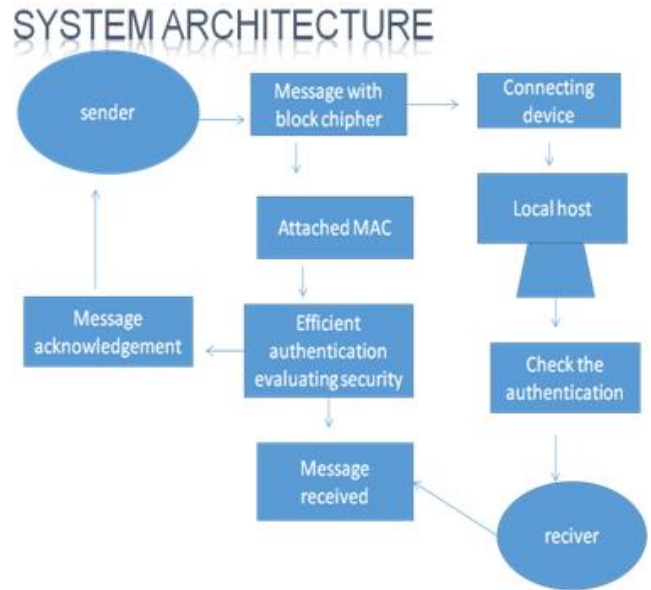 SYSTEM ARCHITECTURE
sender
Message with
block chipher
Connecting
device
Attached MAC
Local host
Message
acknowledgement
Efficient
authentication
evaluating security
Check the
authentication
Message
received
reciver